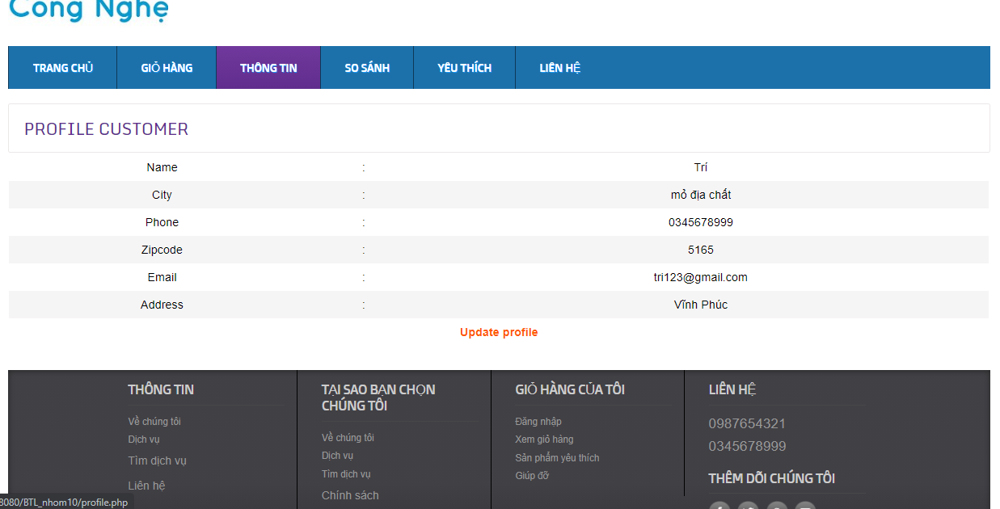 Công Nghệ
TRANG CHỦ GIỎ HÀNG THÔNG TIN SO SÁNH YÊU THÍCH LIÊN HỆ
PROFILE CUSTOMER
Name : Trí
City : mỏ địa chất
Phone : 0345678999
Zipcode : 5165
Email : tri123@gmail.com
Address : Vĩnh Phúc
Update profile
THÔNG TIN
Về chúng tôi
Dịch vụ
Tìm dịch vụ
Liên hệ
TẠI SAO BẠN CHỌN
CHÚNG TÔI
Về chúng tôi
Dịch vụ
Tìm dịch vụ
Chính sách
GIỎ HÀNG CỦA TÔI
Đăng nhập
Xem giỏ hàng
Sản phẩm yêu thích
Giúp đỡ
LIÊN HỆ
0987654321
0345678999
THÊM DÕI CHÚNG TÔI
8080/BTL_nhom10/profile.php